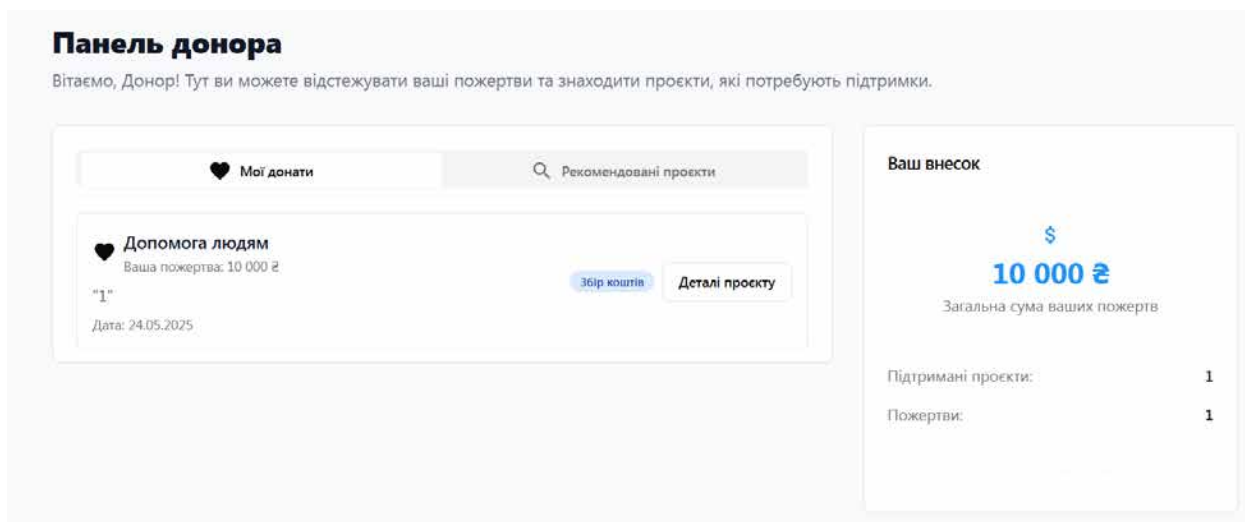 Панель донора
Вітаємо, Донор! Тут ви можете відстежувати ваші пожертви та знаходити проєкти, які потребують підтримки.
Мої донати
Рекомендовані проєкти
Допомога людям
Ваша пожертва: 10 000 ₴
"1"
Дата: 24.05.2025
Збір коштів
Деталі проєкту
Ваш внесок
$
10 000 ₴
Загальна сума ваших пожертв
Підтримані проєкти: 1
Пожертви: 1